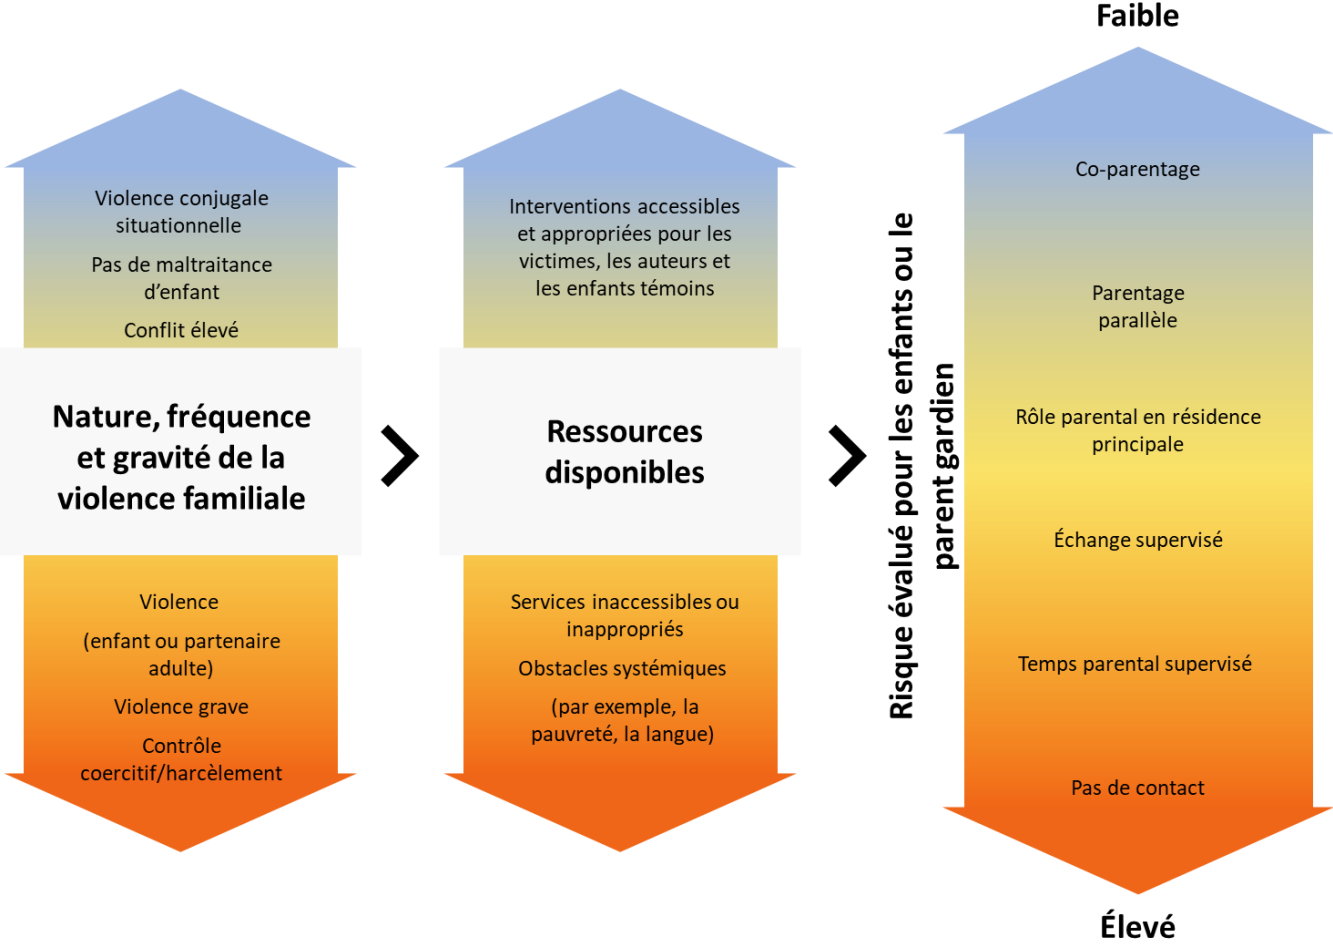 Violence conjugale
situationnelle
Pas de maltraitance
d’enfant
Conflit élevé
Nature, fréquence
et gravité de la
violence familiale
Violence
(enfant ou partenaire
adulte)
Violence grave
Contrôle
coercitif/harcèlement
Interventions accessibles
et appropriées pour les
victimes, les auteurs et
les enfants témoins
Ressources
disponibles
Services inaccessibles ou
inappropriés
Obstacles systémiques
(par exemple, la
pauvreté, la langue)
Risque évalué pour les enfants ou le
parent gardien
Faible
Co-parentage
Parentage
parallèle
Rôle parental en résidence
principale
Échange supervisé
Temps parental supervisé
Pas de contact
Élevé